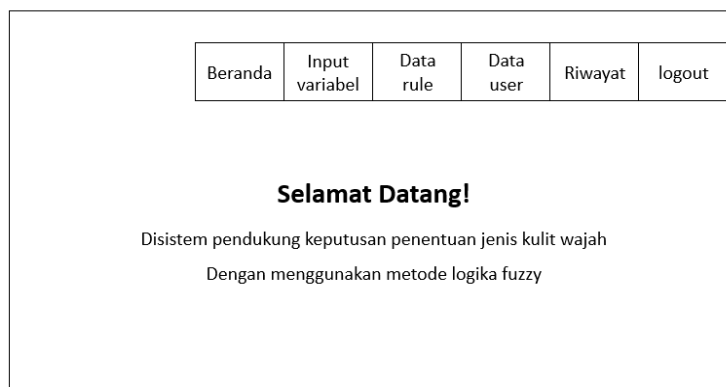 Beranda
Input
variabel
Data
rule
Data
user
Riwayat
logout
Selamat Datang!
Disistem pendukung keputusan penentuan jenis kulit wajah
Dengan menggunakan metode logika fuzzy